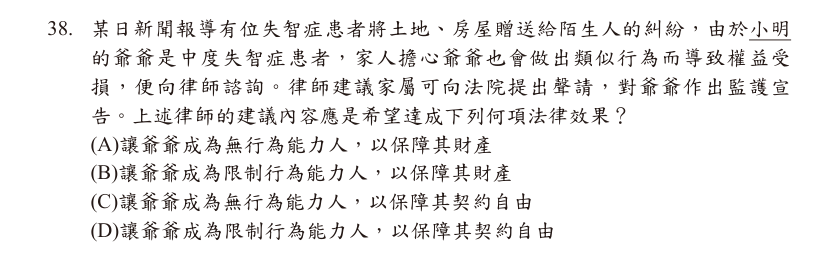 38. 某日新聞報導有位失智症患者將土地、房屋贈送給陌生人的糾紛，由於小明
的爺爺是中度失智症患者，家人擔心爺爺也會做出類似行為而導致權益受
損，便向律師諮詢。律師建議家屬可向法院提出聲請，對爺爺作出監護宣
告。上述律師的建議內容應是希望達成下列何項法律效果？
(A)讓爺爺成為無行為能力人，以保障其財產
(B)讓爺爺成為限制行為能力人，以保障其財產
(C)讓爺爺成為無行為能力人，以保障其契約自由
(D)讓爺爺成為限制行為能力人，以保障其契約自由